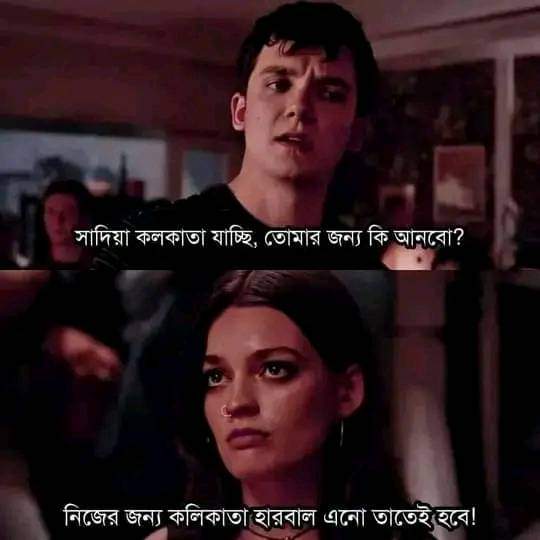 সাদিয়া কলকাতা যাচ্ছি, তোমার জন্য কি আনবো?
নিজের জন্য কলিকাতা হারবাল এনো তাতেই হবে!